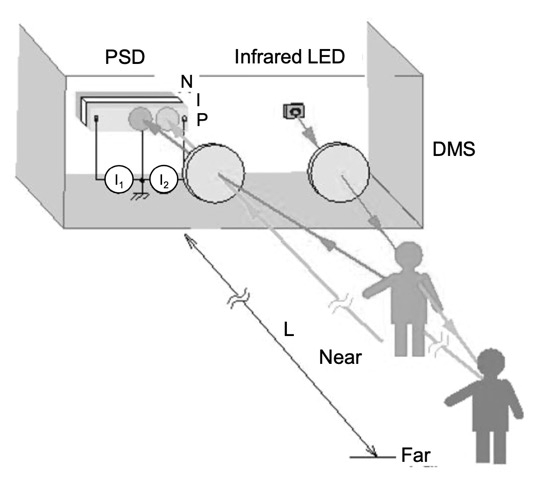 PSD
Infrared LED
N
I
P
DMS
I₁
I₂
L
Near
Far